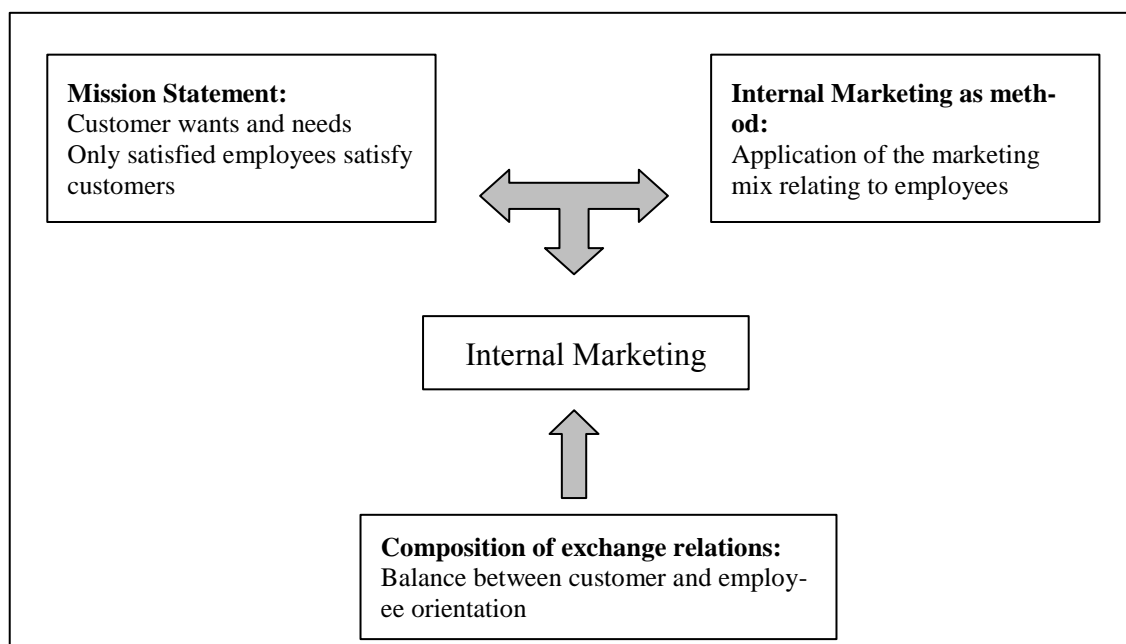 Mission Statement:
Customer wants and needs
Only satisfied employees satisfy
customers
Internal Marketing as meth-
od:
Application of the marketing
mix relating to employees
Internal Marketing
Composition of exchange relations:
Balance between customer and employ-
ee orientation